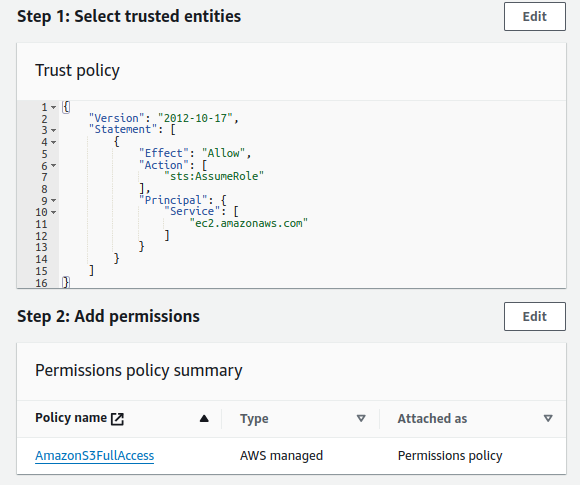 Step 1: Select trusted entities
Edit
Trust policy
1 {
2 "Version": "2012-10-17",
3 "Statement": [
4 {
5 "Effect": "Allow",
6 "Action": [
7 "sts:AssumeRole"
8 ],
9 "Principal": {
10 "Service": [
11 "ec2.amazonaws.com"
12 ]
13 }
14 }
15 ]
16 }
Step 2: Add permissions
Edit
Permissions policy summary
Policy name Type Attached as
AmazonS3FullAccess AWS managed Permissions policy